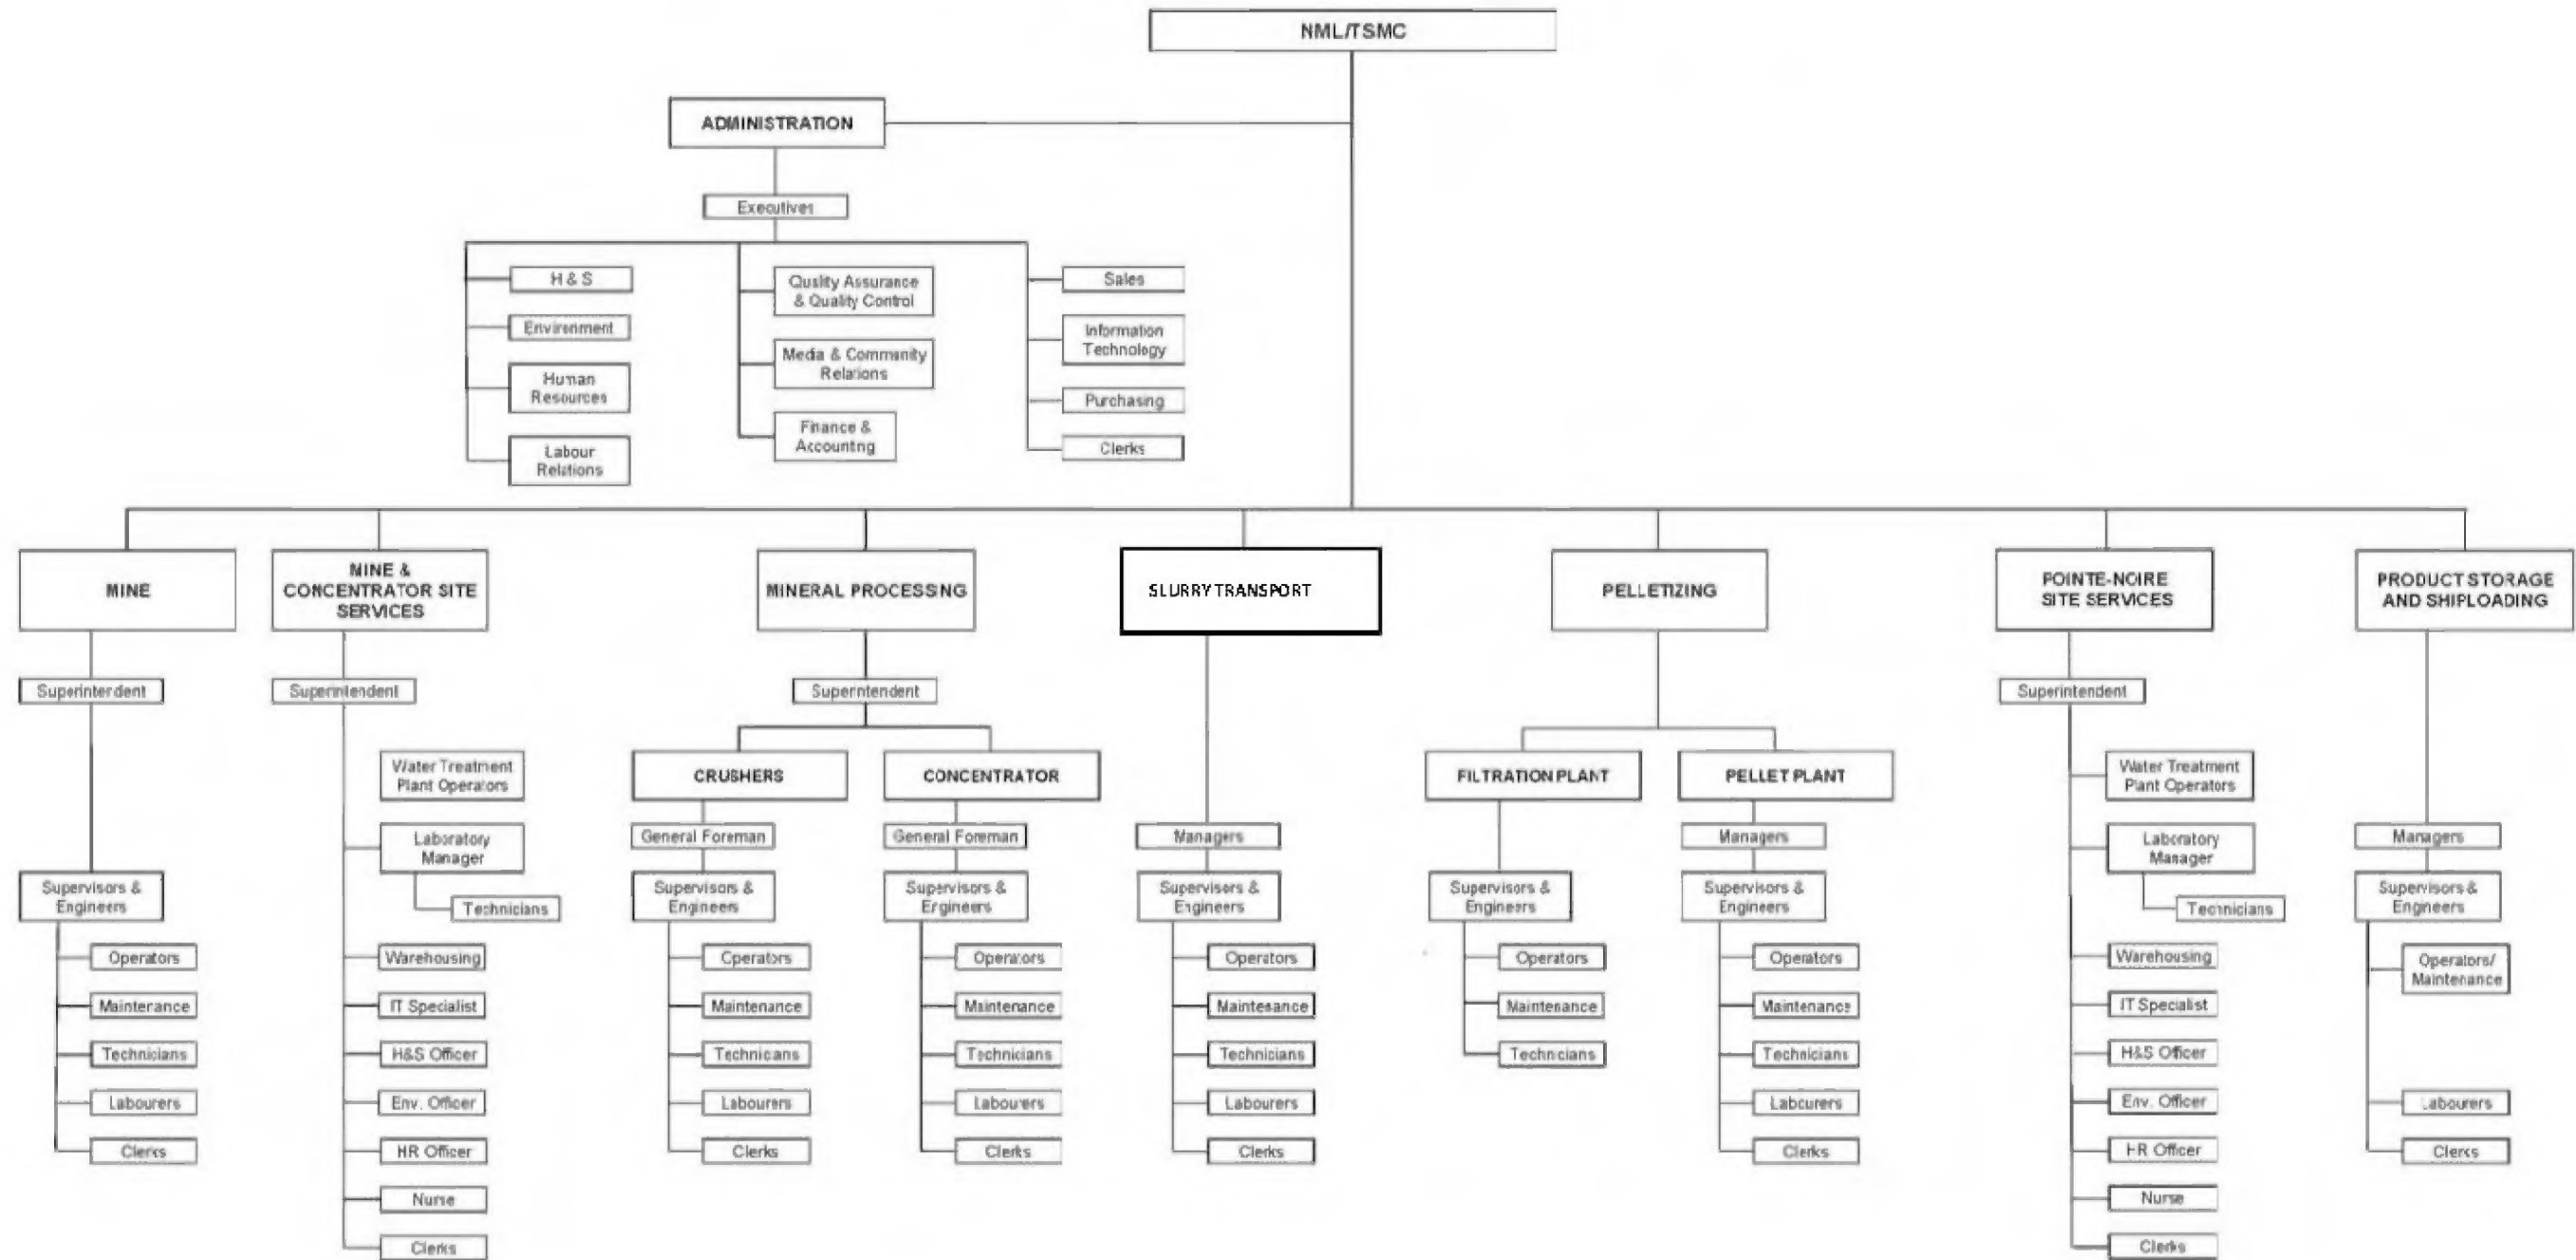 NML/TSMC
ADMINISTRATION
Executives
H & S
Environment
Human
Resources
Labour
Relations
Quality Assurance
& Quality Control
Media & Community
Relations
Finance &
Accounting
Sales
Information
Technology
Purchasing
Clerks
MINE
Superintendent
Supervisors &
Engineers
Operators
Maintenance
Technicians
Labourers
Clerks
MINE &
CONCENTRATOR SITE
SERVICES
Superintendent
Water Treatment
Plant Operators
Laboratory
Manager
Technicians
Warehousing
IT Specialist
H&S Officer
Env. Officer
HR Officer
Nurse
Clerks
MINERAL PROCESSING
Superintendent
CRUSHERS
General Foreman
Supervisors &
Engineers
Operators
Maintenance
Technicians
Labourers
Clerks
CONCENTRATOR
General Foreman
Supervisors &
Engineers
Operators
Maintenance
Technicians
Labourers
Clerks
SLURRY TRANSPORT
Managers
Supervisors &
Engineers
Operators
Maintenance
Technicians
Labourers
Clerks
PELLETIZING
FILTRATION PLANT
Supervisors &
Engineers
Operators
Maintenance
Technicians
PELLET PLANT
Managers
Supervisors &
Engineers
Operators
Maintenance
Technicians
Labourers
Clerks
POINTE-NOIRE
SITE SERVICES
Superintendent
Water Treatment
Plant Operators
Laboratory
Manager
Technicians
Warehousing
IT Specialist
H&S Officer
Env. Officer
HR Officer
Nurse
Clerks
PRODUCT STORAGE
AND SHIPLOADING
Managers
Supervisors &
Engineers
Operators/
Maintenance
Labourers
Clerks